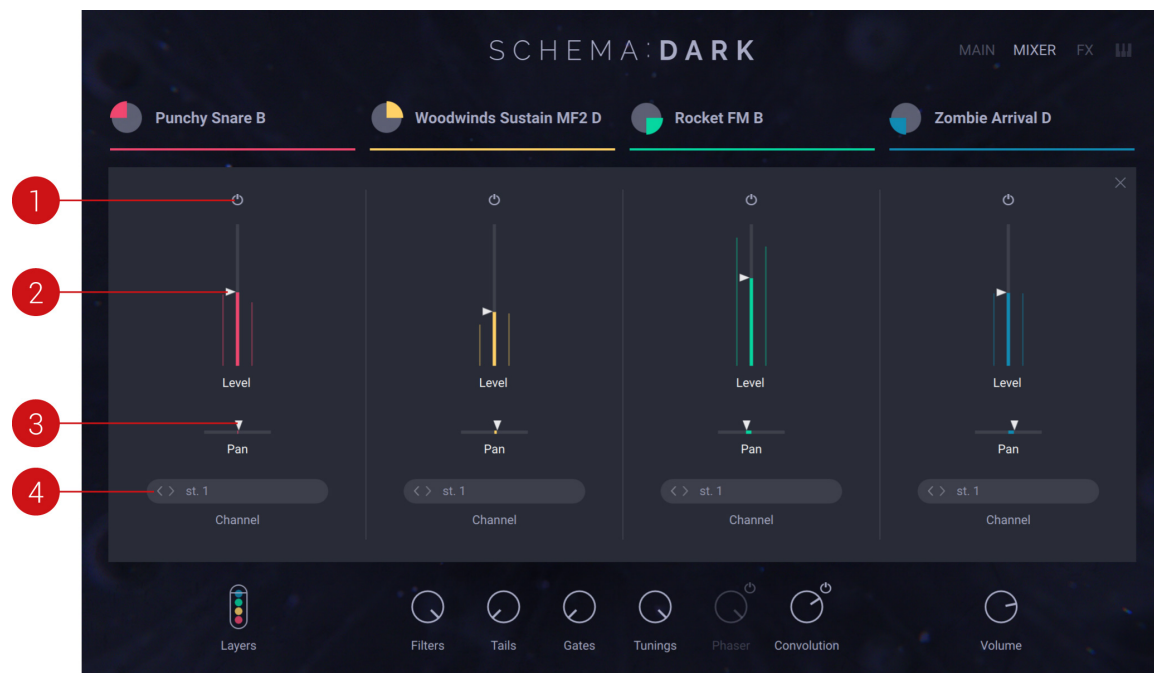 SCHEMA:DARK
MAIN MIXER FX
Punchy Snare B
Woodwinds Sustain MF2 D
Rocket FM B
Zombie Arrival D
1
2
Level Level Level Level
3
Pan Pan Pan Pan
4
< > st. 1 < > st. 1 < > st. 1 < > st. 1
Channel Channel Channel Channel
Layers Filters Tails Gates Tunings Phaser Convolution Volume